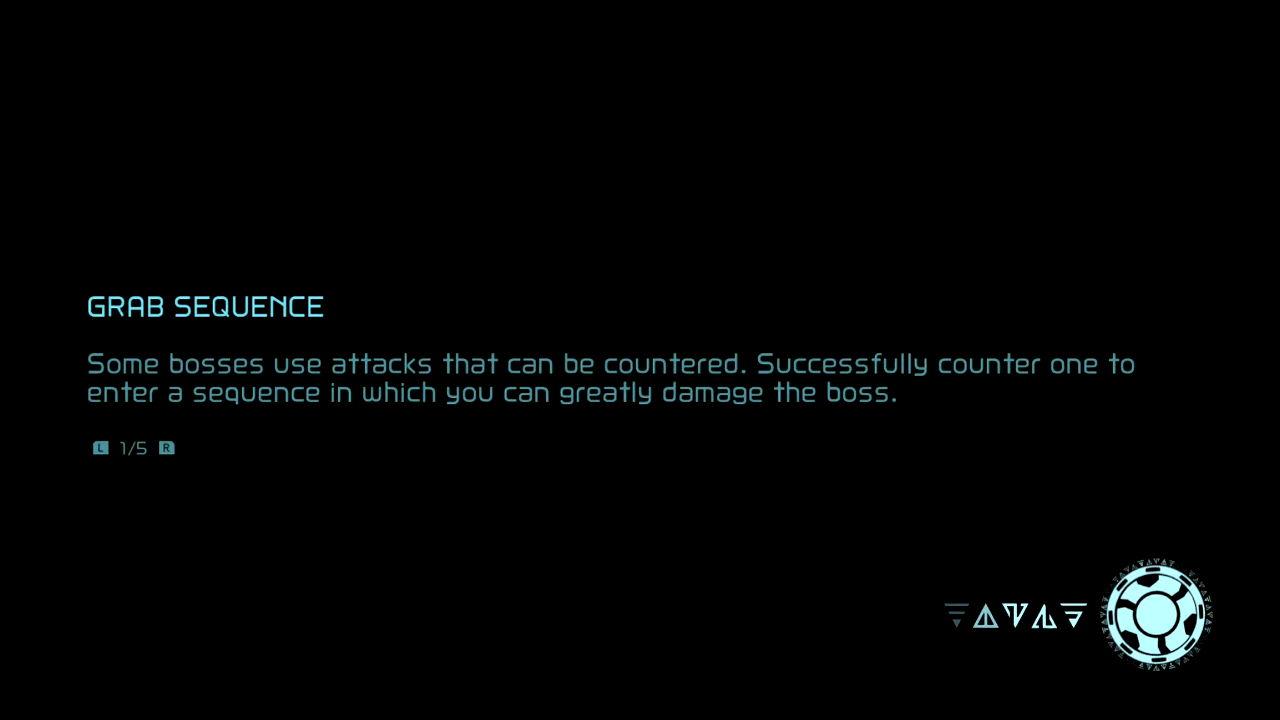 GRAB SEQUENCE
Some bosses use attacks that can be countered. Successfully counter one to
enter a sequence in which you can greatly damage the boss.
L 1/5 R